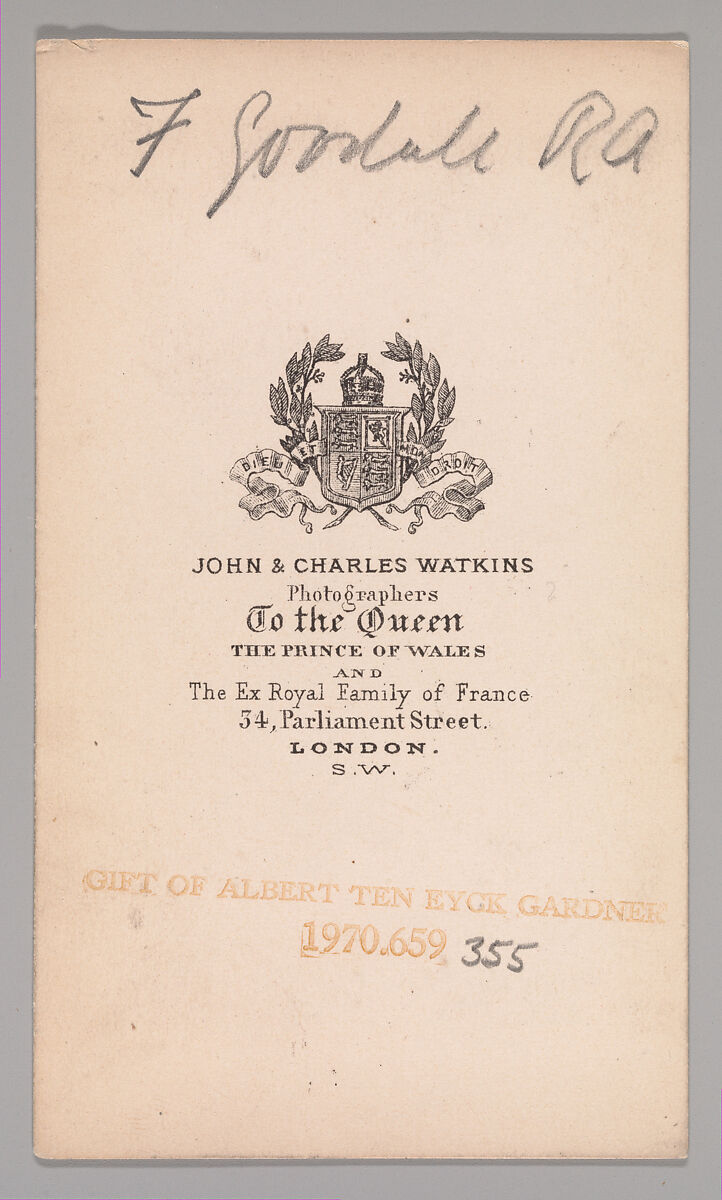 F Goodall RA
DIEU ET MON DROIT
JOHN & CHARLES WATKINS
Photographers
To the Queen
THE PRINCE OF WALES
AND
The Ex Royal Family of France
34, Parliament Street.
LONDON.
S.W.
GIFT OF ALBERT TEN EYCK GARDNER
1970.659 355